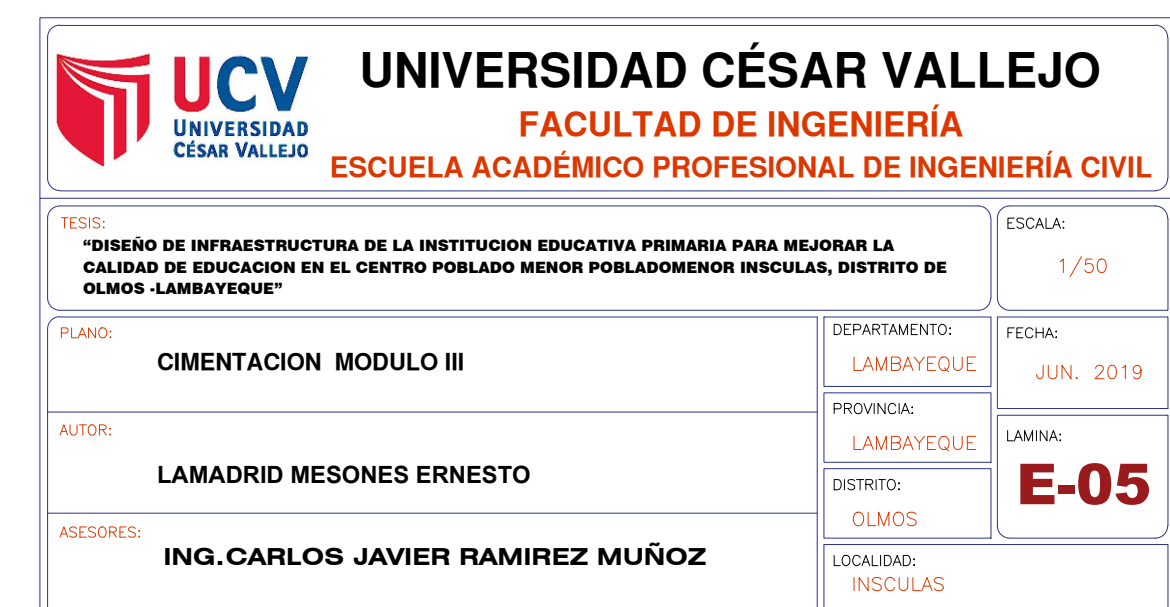 UCV
UNIVERSIDAD
CÉSAR VALLEJO
UNIVERSIDAD CÉSAR VALLEJO
FACULTAD DE INGENIERÍA
ESCUELA ACADÉMICO PROFESIONAL DE INGENIERÍA CIVIL
TESIS:
“DISEÑO DE INFRAESTRUCTURA DE LA INSTITUCION EDUCATIVA PRIMARIA PARA MEJORAR LA
CALIDAD DE EDUCACION EN EL CENTRO POBLADO MENOR POBLADOMENOR INSCULAS, DISTRITO DE
OLMOS -LAMBAYEQUE”
ESCALA:
1/50
PLANO:
CIMENTACION MODULO III
DEPARTAMENTO:
LAMBAYEQUE
FECHA:
JUN. 2019
AUTOR:
LAMADRID MESONES ERNESTO
PROVINCIA:
LAMBAYEQUE
LAMINA:
E-05
DISTRITO:
OLMOS
ASESORES:
ING.CARLOS JAVIER RAMIREZ MUÑOZ
LOCALIDAD:
INSCULAS